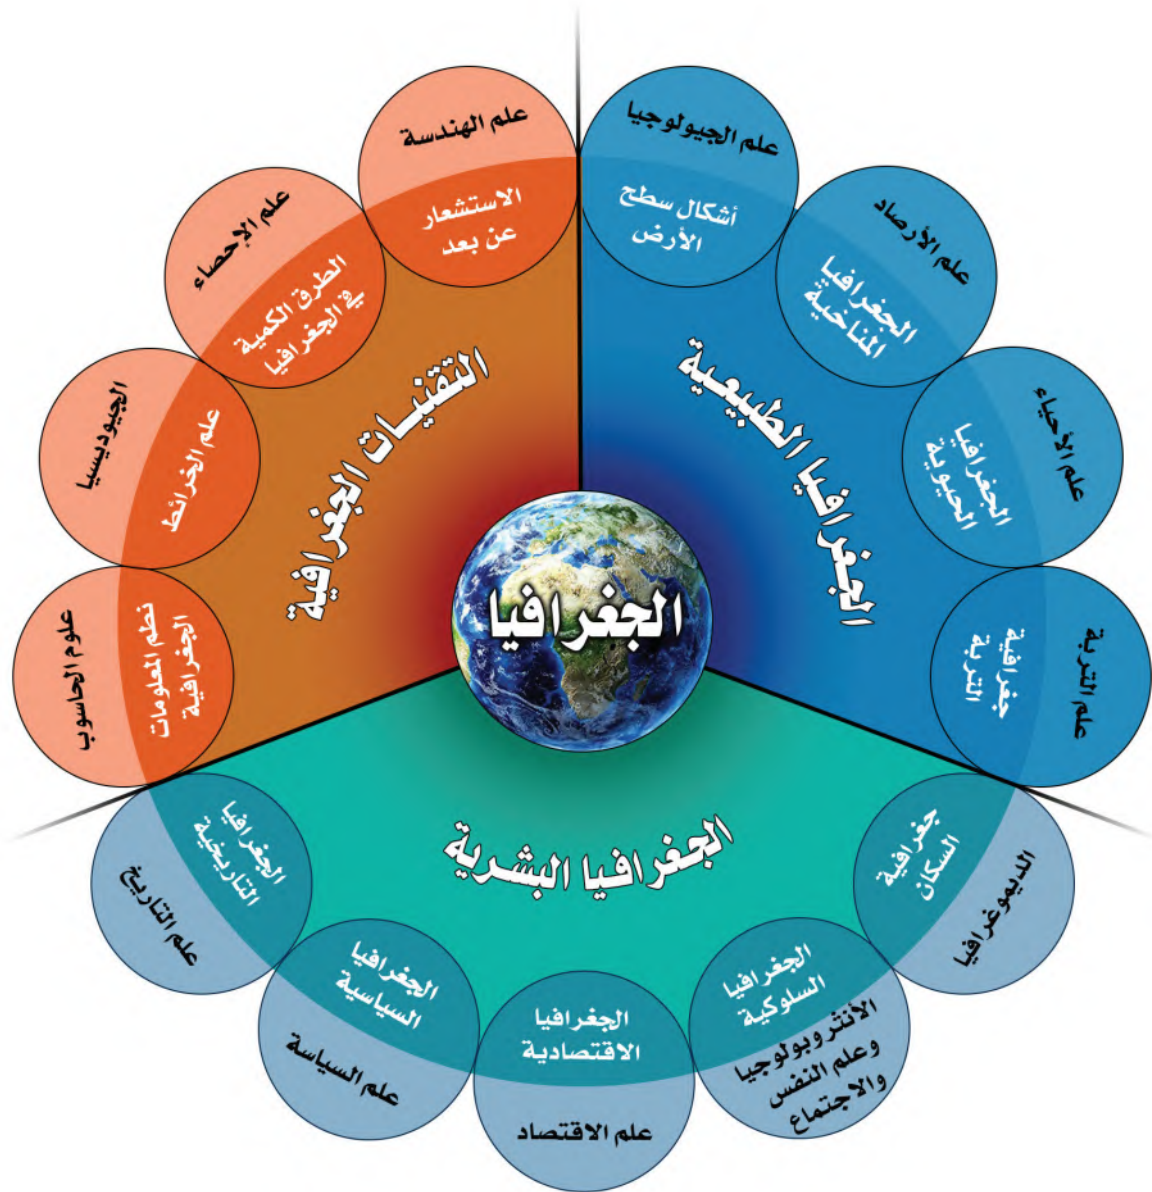 الجغرافيا
الجغرافيا الطبيعية
علم الجيولوجيا
أشكال سطح
الأرض
علم الأرصاد
الجغرافيا
المناخية
علم الأحياء
الجغرافيا
الحيوية
علم التربة
جغرافية
التربة
الجغرافيا البشرية
الديموغرافيا
جغرافية
السكان
الجغرافيا
السلوكية
الأنثروبولوجيا
وعلم النفس
والاجتماع
الجغرافيا
الاقتصادية
علم الاقتصاد
الجغرافيا
السياسية
علم السياسة
الجغرافيا
التاريخية
علم التاريخ
التقنيات الجغرافية
علوم الحاسوب
نظم المعلومات
الجغرافية
الجيوديسيا
علم الخرائط
علم الإحصاء
الطرق الكمية
في الجغرافيا
علم الهندسة
الاستشعار
عن بعد